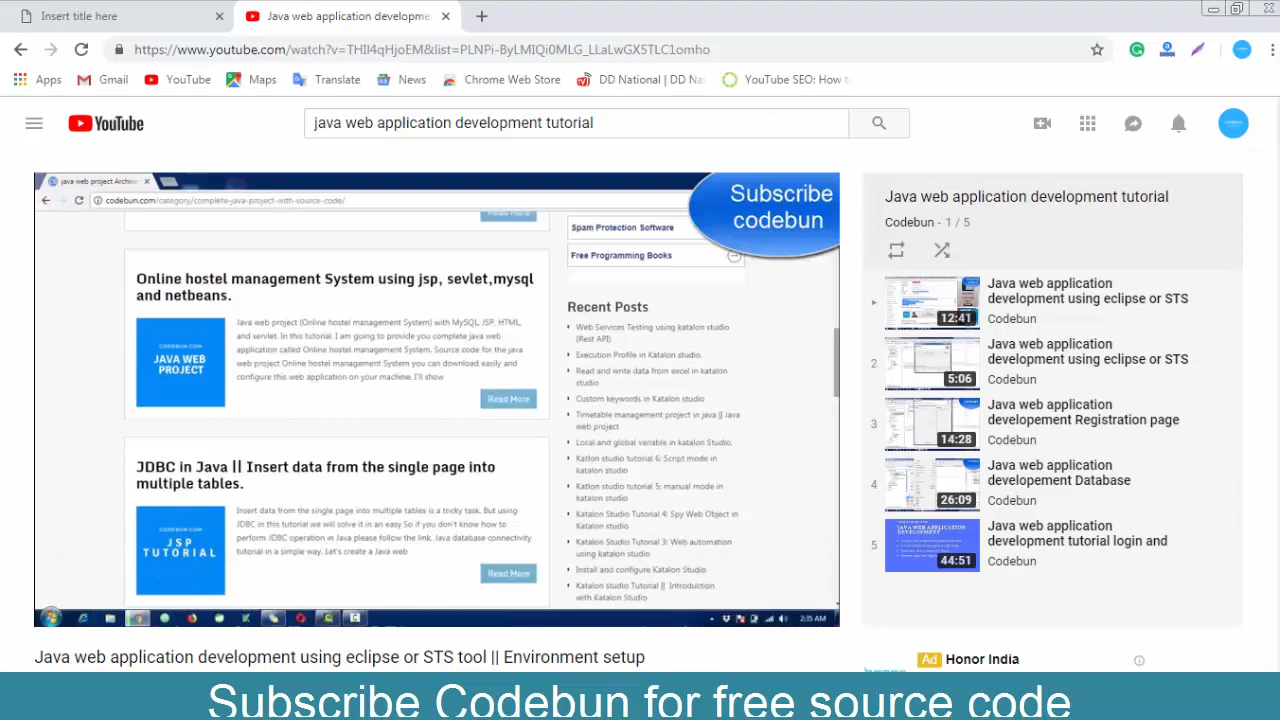 Insert title here
Java web application developme
https://www.youtube.com/watch?v=THIl4qHjoEM&list=PLNPi-ByLMIQi0MLG_LLaLwGX5TLC1omho
Apps
Gmail
YouTube
Maps
Translate
News
Chrome Web Store
DD National | DD Na
YouTube SEO: How t
YouTube
java web application development tutorial
java web project Archive
codebun.com/category/complete-java-project-with-source-code/
Subscribe
codebun
Read More
Online hostel management System using jsp, sevlet,mysql
and netbeans.
CODEBUN.COM
JAVA WEB
PROJECT
Java web project (Online hostel management System) with MySQL, JSP, HTML,
and servlet. In this tutorial. I am going to provide you complete java web
application called Online hostel management System. Source code for the java
web project Online hostel management System you can download easily and
configure this web application on your machine. I'll show
Read More
JDBC in Java || Insert data from the single page into
multiple tables.
CODEBUN.COM
JSP
TUTORIAL
Insert data from the single page into multiple tables is a tricky task. But using
JDBC in this tutorial we will solve it in an easy So if you don't know how to
perform JDBC operation in Java please follow the link. Java database connectivity
tutorial in a simple way. Let's create a Java web
Read More
Spam Protection Software
Free Programming Books
Recent Posts
Web Services Testing using katalon studio
(Rest API)
Execution Profile in Katalon studio.
Read and write data from excel in katalon
studio
Custom keywords in Katalon studio
Timetable management project in java || Java
web project
Local and global variable in katalon Studio.
Katlon studio tutorial 6: Script mode in
katalon studio
Katlon studio tutorial 5: manual mode in
katalon studio
Katalon Studio Tutorial 4: Spy Web Object in
Katalon studio
Katalon Studio Tutorial 3: Web automation
using katalon studio
Install and configure Katalon Studio
Katalon studio Tutorial || Introduction
with Katalon Studio
2:35 AM
Java web application development using eclipse or STS tool || Environment setup
Java web application development tutorial
Codebun - 1 / 5
12:41
Java web application
development using eclipse or STS
Codebun
2
5:06
Java web application
development using eclipse or STS
Codebun
3
14:28
Java web application
developement Registration page
Codebun
4
26:09
Java web application
developement Database
Codebun
5
44:51
Java web application
development tutorial login and
Codebun
Ad
Honor India
Subscribe Codebun for free source code